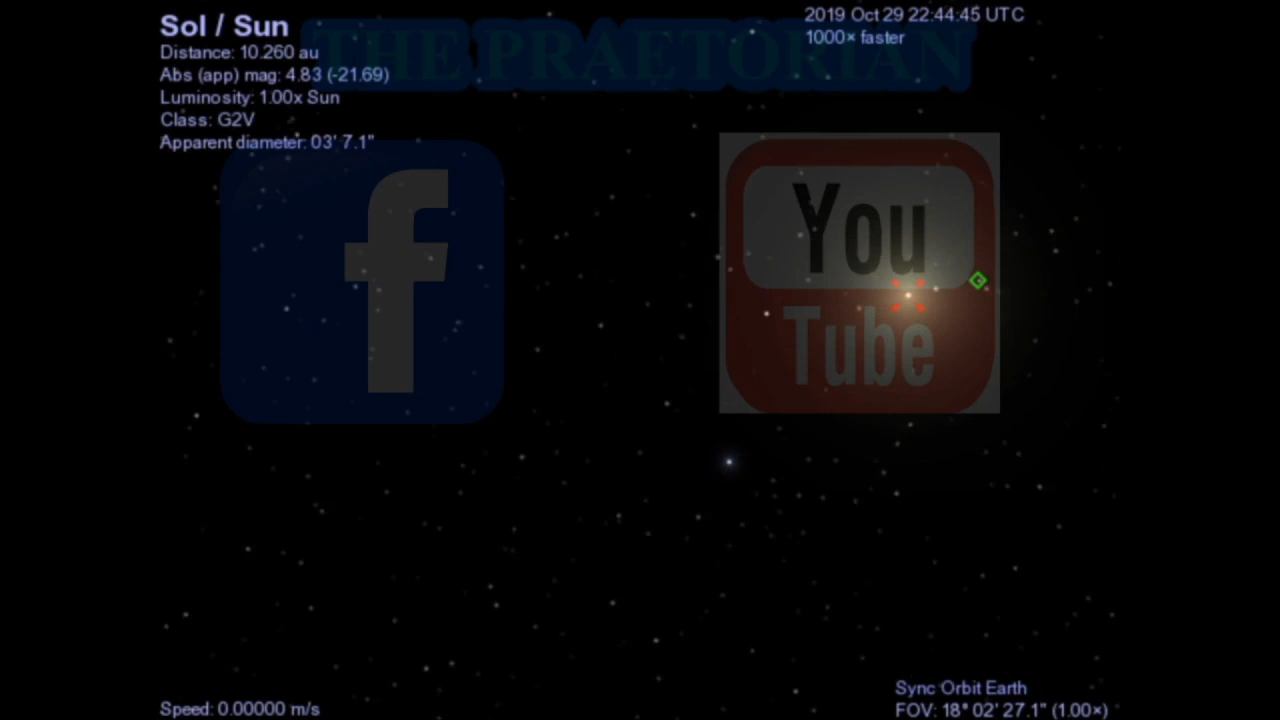 THE PRAETORIAN
Sol / Sun
Distance: 10.260 au
Abs (app) mag: 4.83 (-21.69)
Luminosity: 1.00x Sun
Class: G2V
Apparent diameter: 03' 7.1"
2019 Oct 29 22:44:45 UTC
1000× faster
f
You
Tube
Speed: 0.00000 m/s
Sync Orbit Earth
FOV: 18° 02' 27.1" (1.00×)